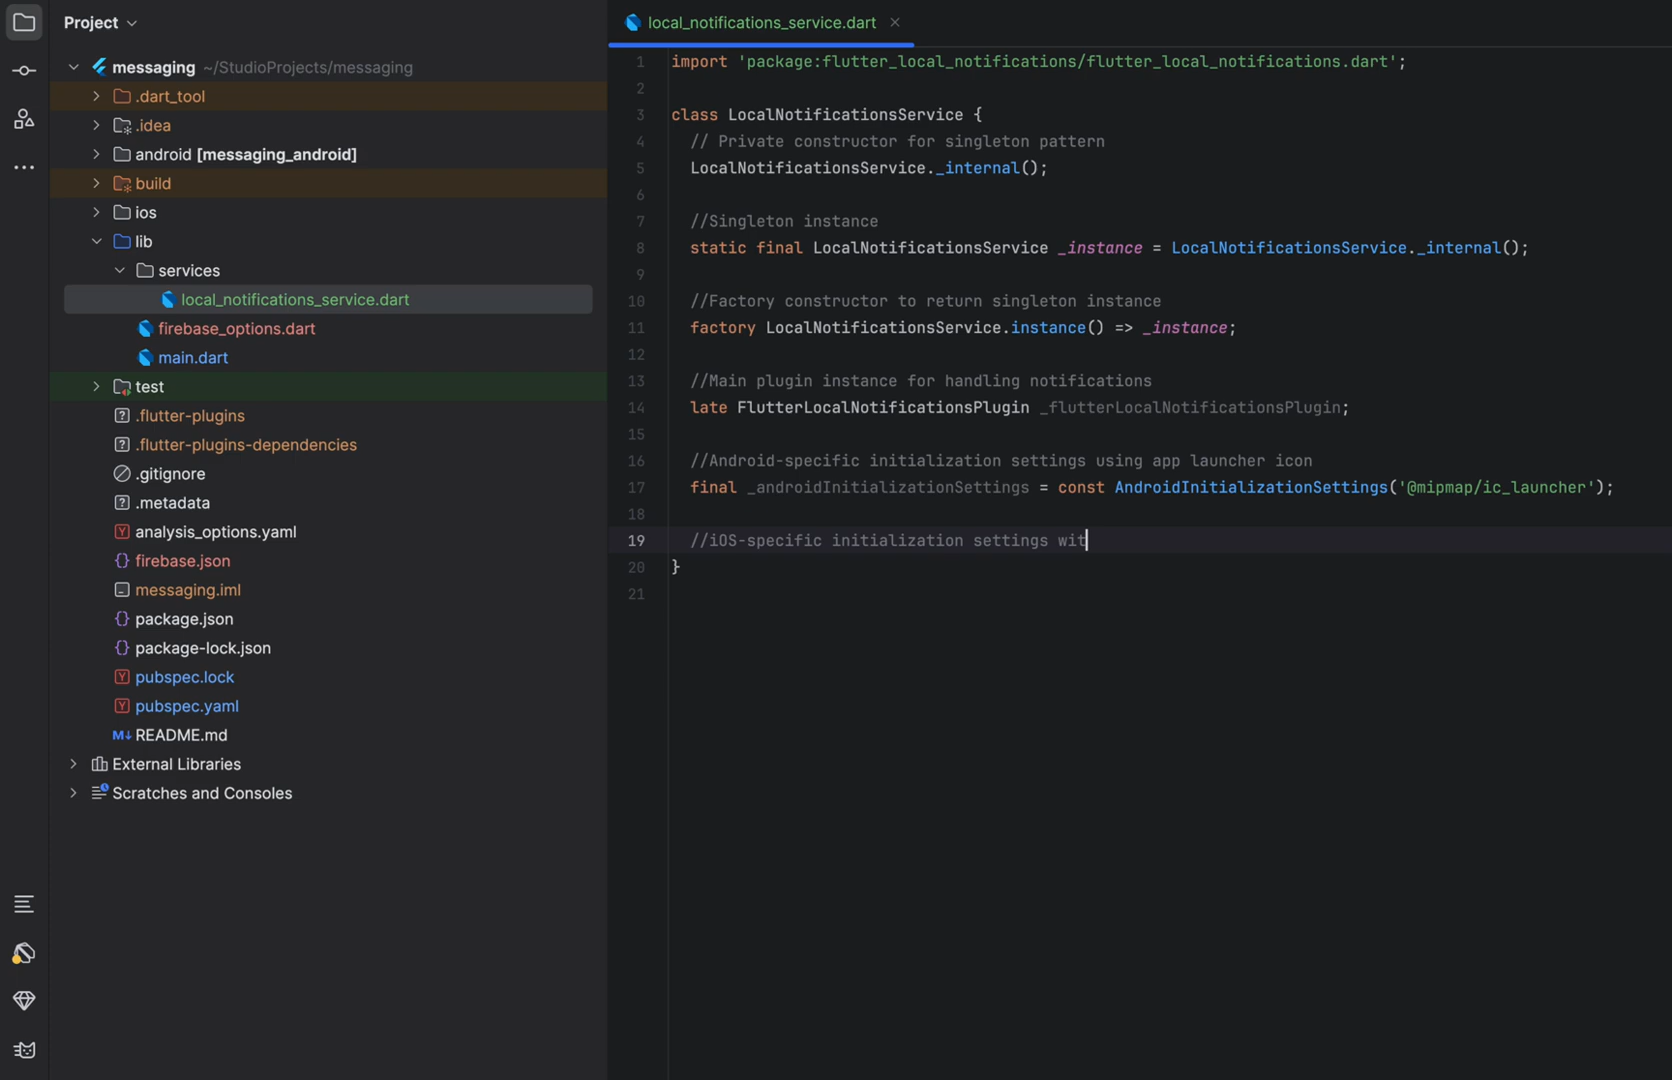 Project
messaging ~/StudioProjects/messaging
.dart_tool
.idea
android [messaging_android]
build
ios
lib
services
local_notifications_service.dart
firebase_options.dart
main.dart
test
.flutter-plugins
.flutter-plugins-dependencies
.gitignore
.metadata
analysis_options.yaml
firebase.json
messaging.iml
package.json
package-lock.json
pubspec.lock
pubspec.yaml
README.md
External Libraries
Scratches and Consoles
local_notifications_service.dart
1 import 'package:flutter_local_notifications/flutter_local_notifications.dart';
2
3 class LocalNotificationsService {
4 // Private constructor for singleton pattern
5 LocalNotificationsService._internal();
6
7 //Singleton instance
8 static final LocalNotificationsService _instance = LocalNotificationsService._internal();
9
10 //Factory constructor to return singleton instance
11 factory LocalNotificationsService.instance() => _instance;
12
13 //Main plugin instance for handling notifications
14 late FlutterLocalNotificationsPlugin _flutterLocalNotificationsPlugin;
15
16 //Android-specific initialization settings using app launcher icon
17 final _androidInitializationSettings = const AndroidInitializationSettings('@mipmap/ic_launcher');
18
19 //iOS-specific initialization settings wit
20 }
21